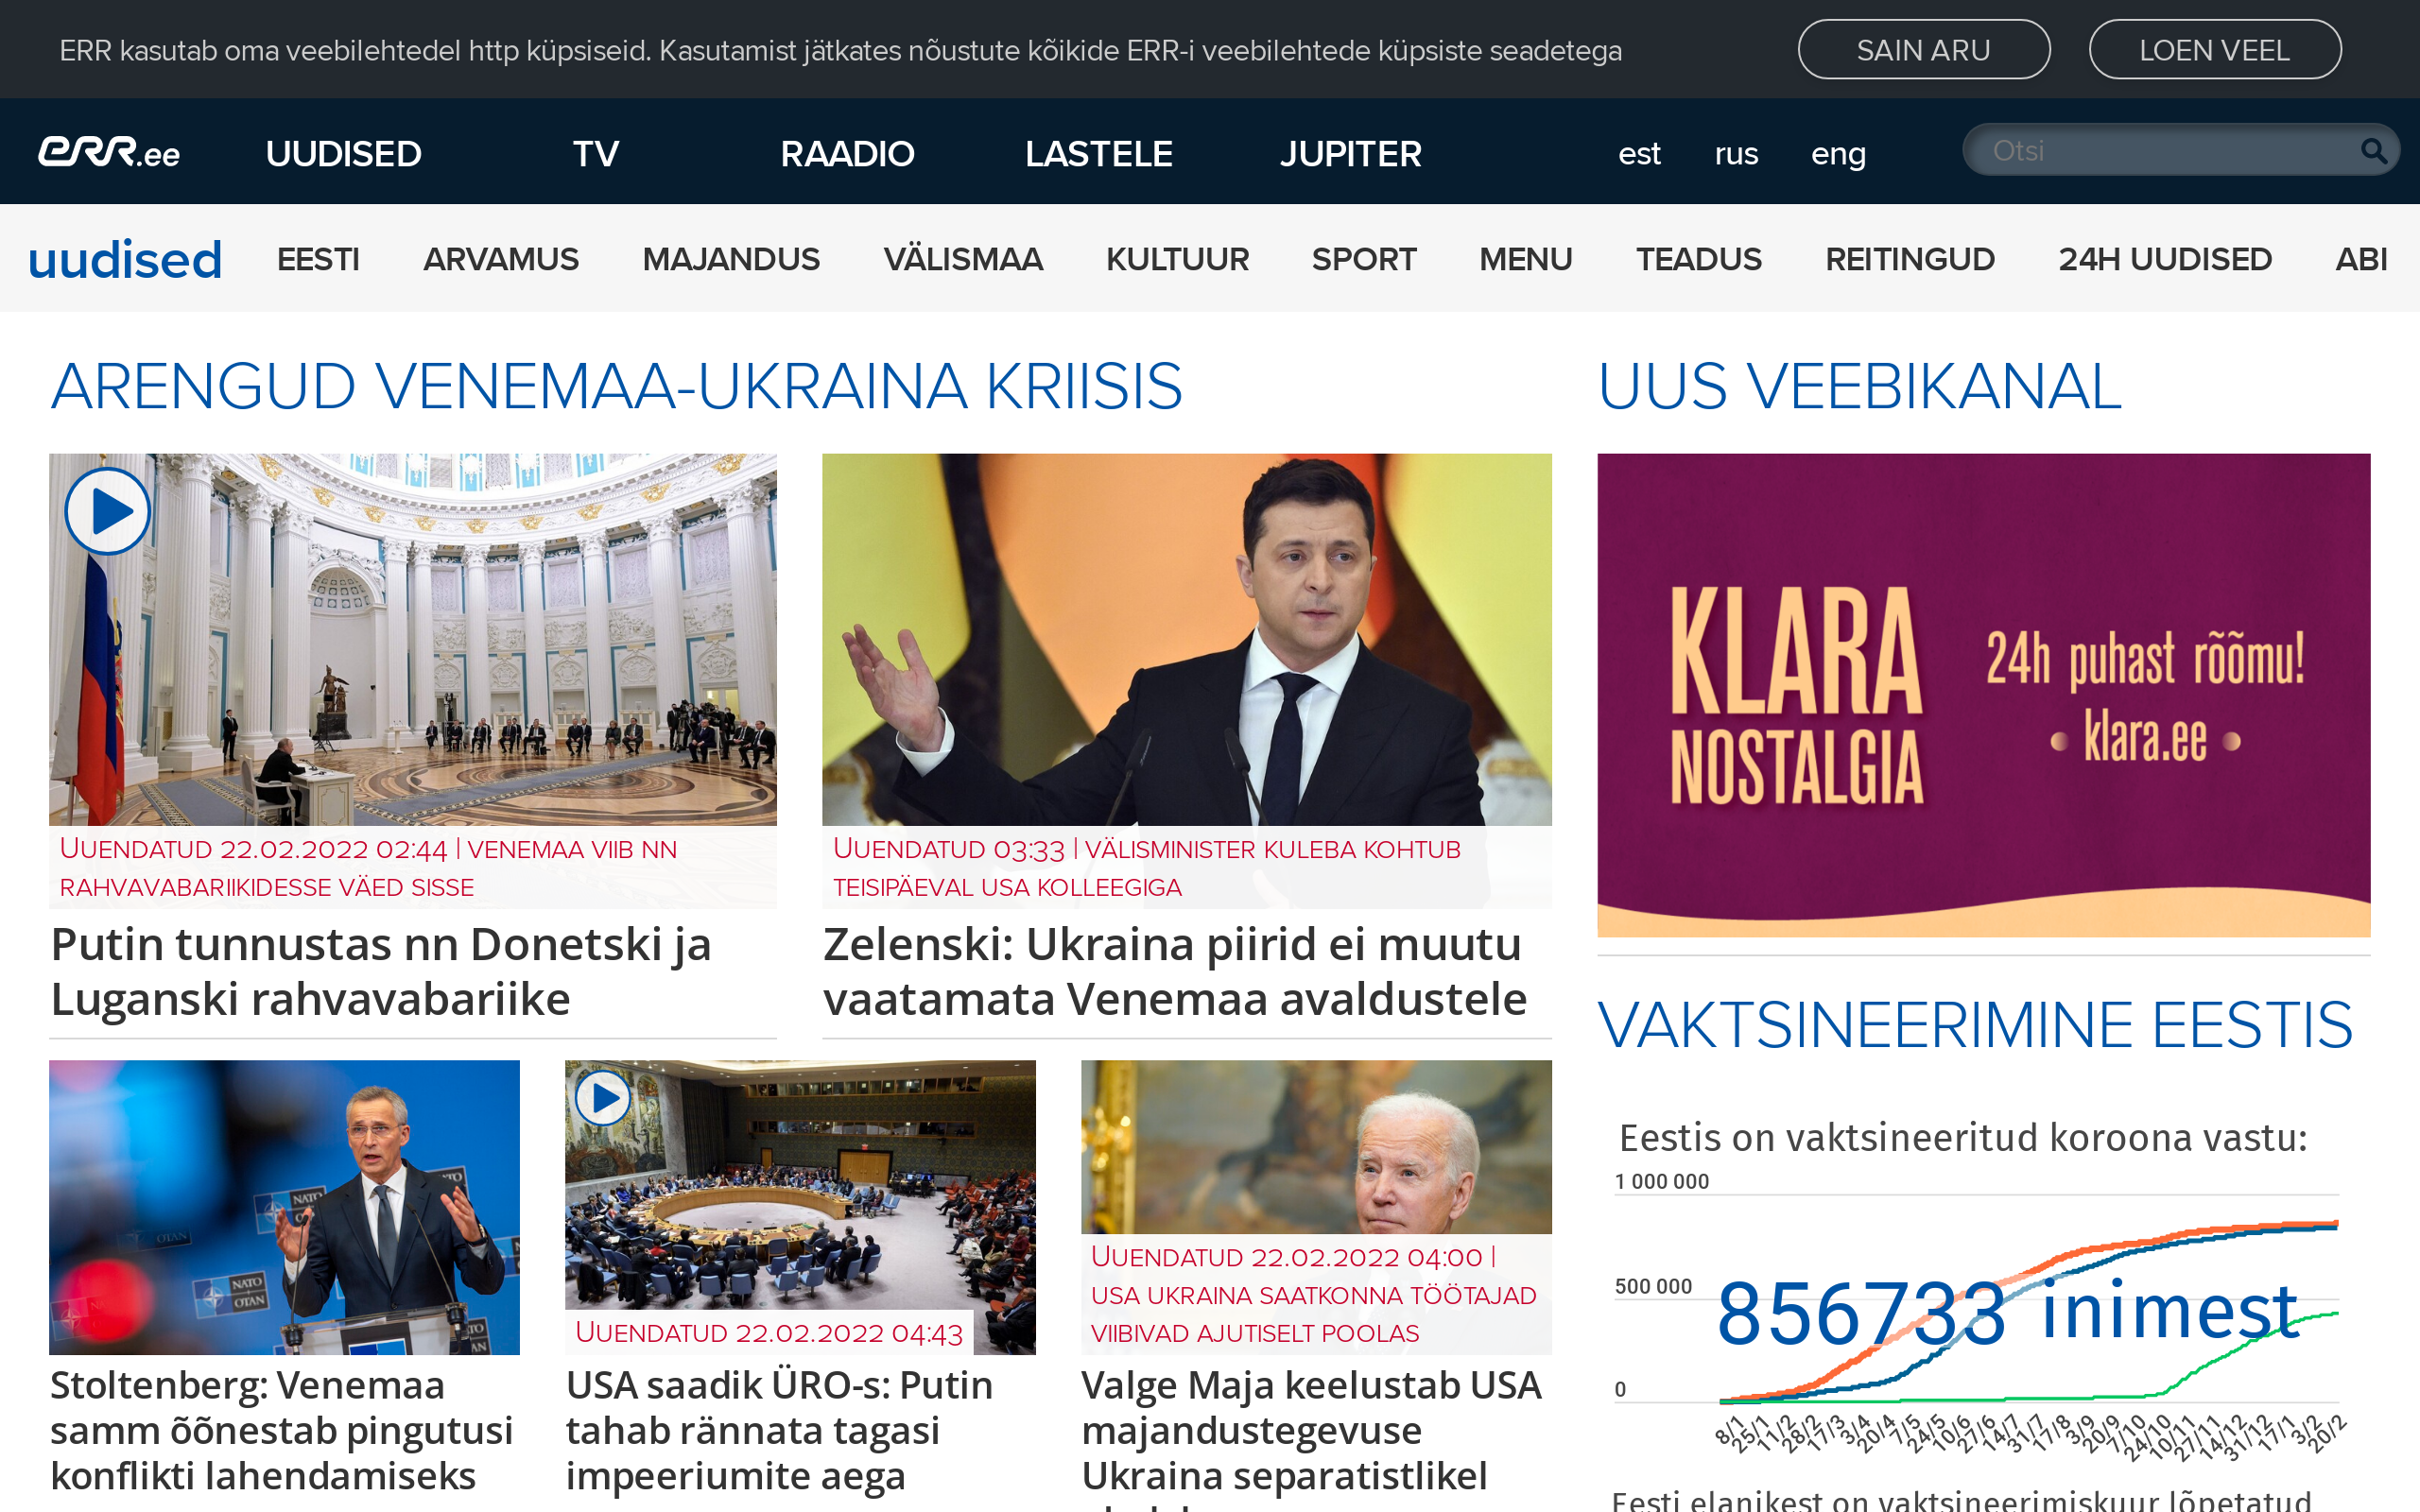 ERR kasutab oma veebilehtedel http küpsiseid. Kasutamist jätkates nõustute kõikide ERR-i veebilehtede küpsiste seadetega
SAIN ARU
LOEN VEEL
err.ee
UUDISED
TV
RAADIO
LASTELE
JUPITER
est
rus
eng
Otsi
uudised
EESTI
ARVAMUS
MAJANDUS
VÄLISMAA
KULTUUR
SPORT
MENU
TEADUS
REITINGUD
24H UUDISED
ABI
ARENGUD VENEMAA-UKRAINA KRIISIS
UUENDATUD 22.02.2022 02:44 | VENEMAA VIIB NN
RAHVAVABARIIKIDESSE VÄED SISSE
Putin tunnustas nn Donetski ja
Luganski rahvavabariike
UUENDATUD 03:33 | VÄLISMINISTER KULEBA KOHTUB
TEISIPÄEVAL USA KOLLEEGIGA
Zelenski: Ukraina piirid ei muutu
vaatamata Venemaa avaldustele
NATO
OTAN
NATO
OTAN
Stoltenberg: Venemaa
samm õõnestab pingutusi
konflikti lahendamiseks
UUENDATUD 22.02.2022 04:43
USA saadik ÜRO-s: Putin
tahab rännata tagasi
impeeriumite aega
UUENDATUD 22.02.2022 04:00 |
USA UKRAINA SAATKONNA TÖÖTAJAD
VIIBIVAD AJUTISELT POOLAS
Valge Maja keelustab USA
majandustegevuse
Ukraina separatistlikel
UUS VEEBIKANAL
KLARA
NOSTALGIA
24h puhast rõõmu!
• klara.ee •
VAKTSINEERIMINE EESTIS
Eestis on vaktsineeritud koroona vastu:
1 000 000
500 000
0
856733 inimest
8/1 25/1 11/2 28/2 17/3 3/4 20/4 7/5 24/5 10/6 27/6 14/7 31/7 17/8 3/9 20/9 7/10 24/10 10/11 27/11 14/12 31/12 17/1 3/2 20/2
Eesti elanikest on vaktsineerimiskuur lõpetatud